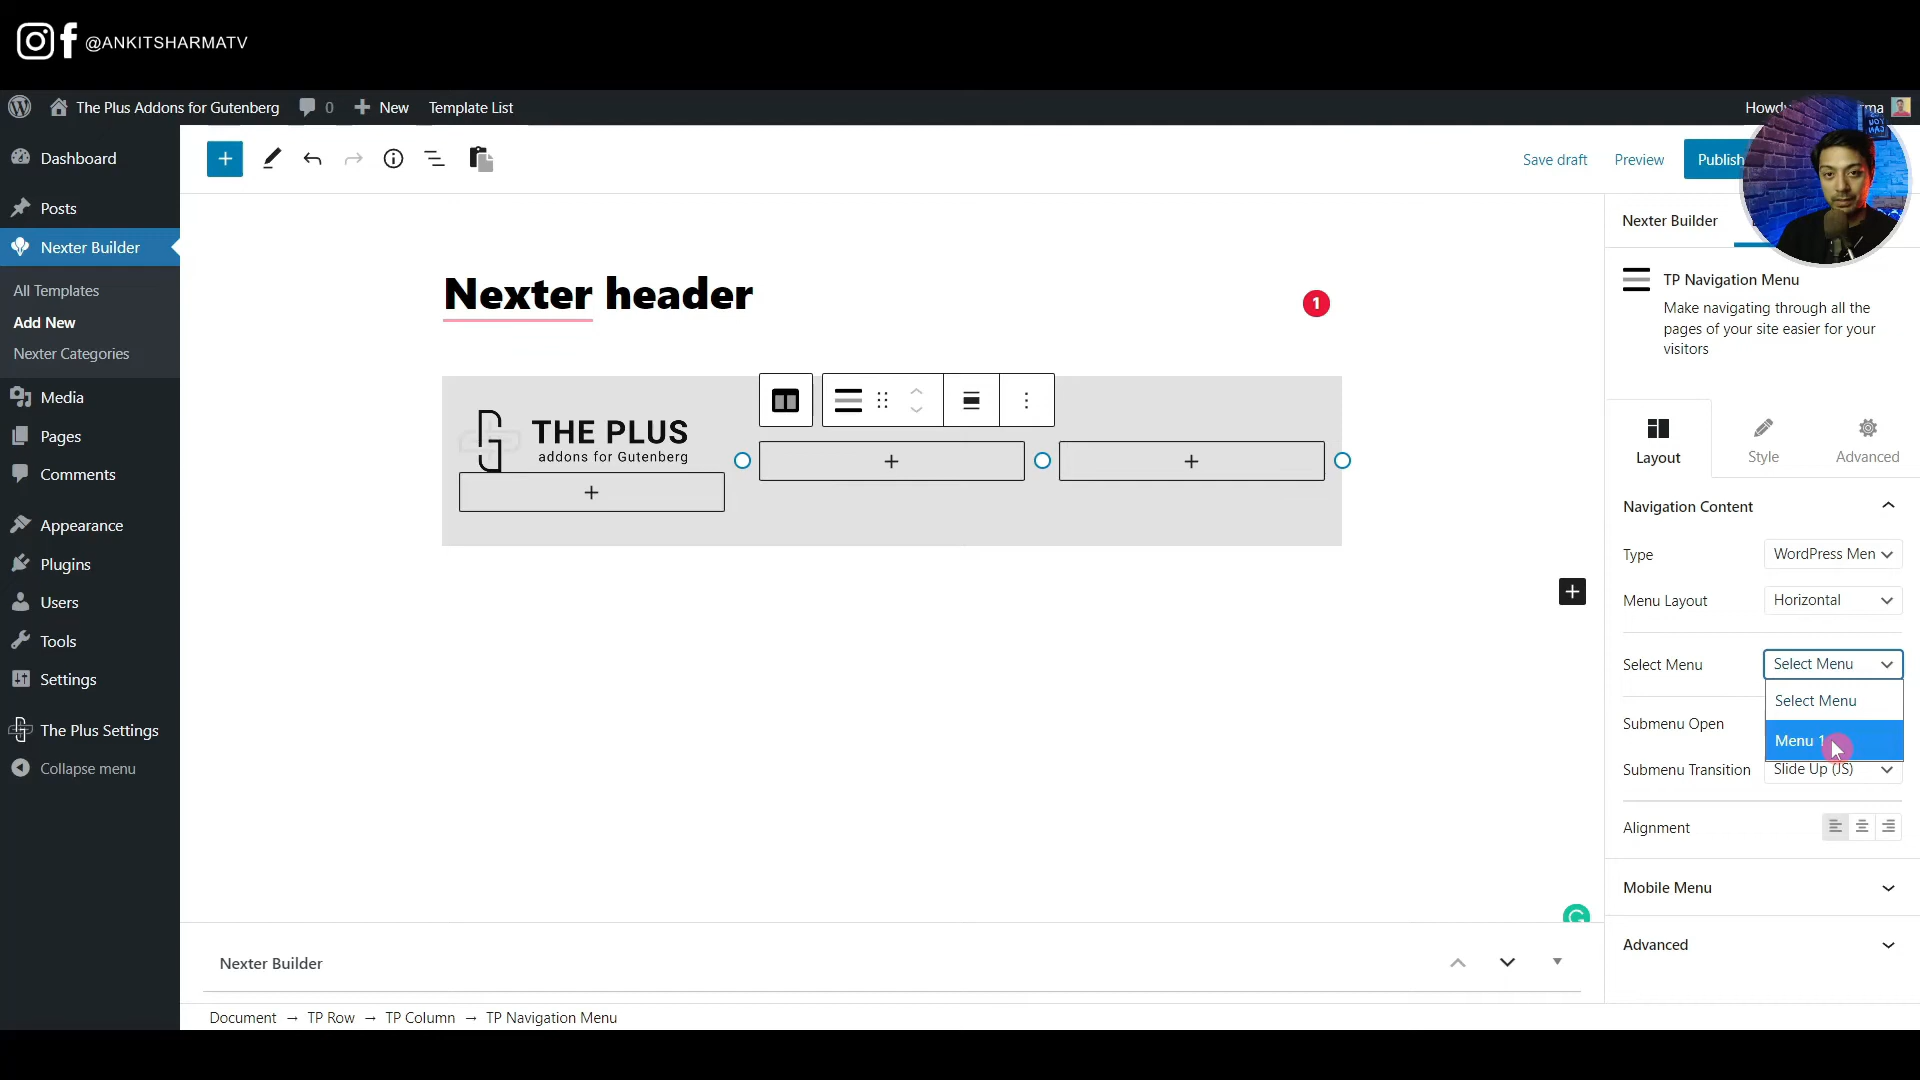 @ANKITSHARMATV
The Plus Addons for Gutenberg
0
New
Template List
Dashboard
Posts
Nexter Builder
All Templates
Add New
Nexter Categories
Media
Pages
Comments
Appearance
Plugins
Users
Tools
Settings
The Plus Settings
Collapse menu
Save draft
Preview
Publish
Nexter header
1
THE PLUS
addons for Gutenberg
Nexter Builder
TP Navigation Menu
Make navigating through all the
pages of your site easier for your
visitors
Layout
Style
Advanced
Navigation Content
Type
WordPress Men
Menu Layout
Horizontal
Select Menu
Select Menu
Select Menu
Submenu Open
Menu 1
Submenu Transition
Slide Up (JS)
Alignment
Mobile Menu
Advanced
Nexter Builder
Document → TP Row → TP Column → TP Navigation Menu